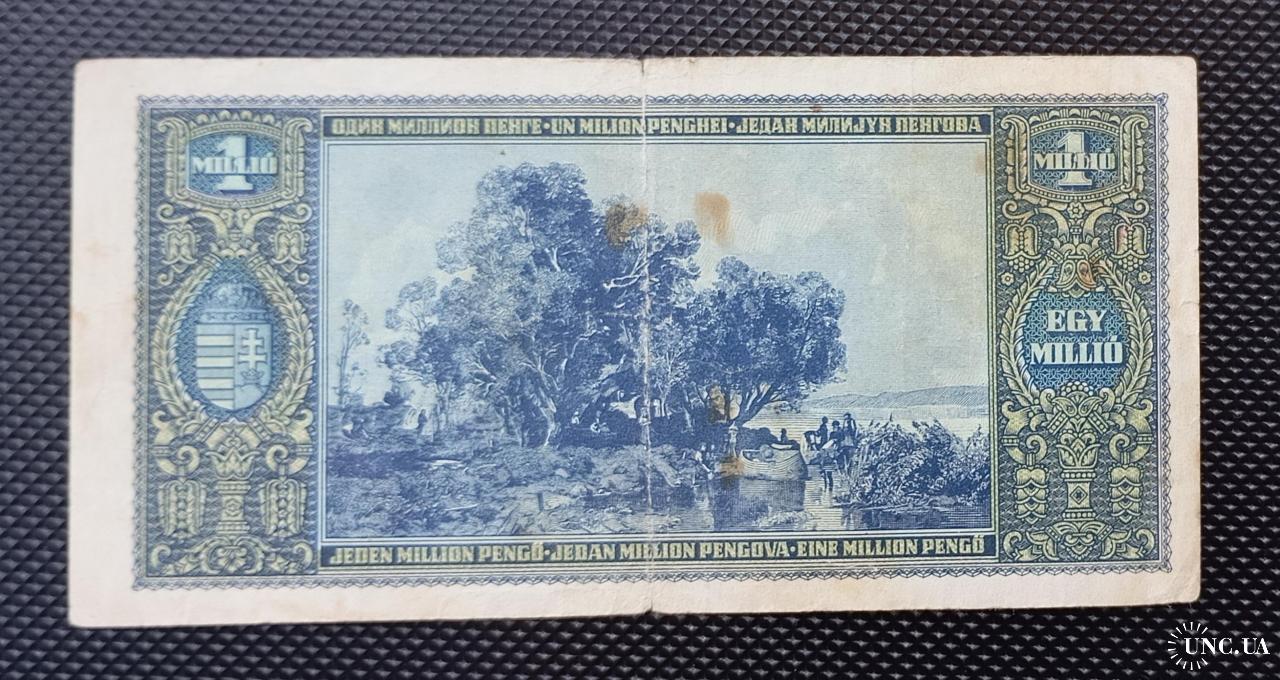 ОДИН МИЛЛИОН ПЕНГЕ · UN MILION PENGHEI · ЈЕДАН МИЛИЈУН ПЕНГОВА
1
MILLIÓ
1
MILLIÓ
EGY
MILLIÓ
JEDEN MILLION PENGŐ · JEDAN MILLION PENGOVA · EINE MILLION PENGŐ
UNC.UA